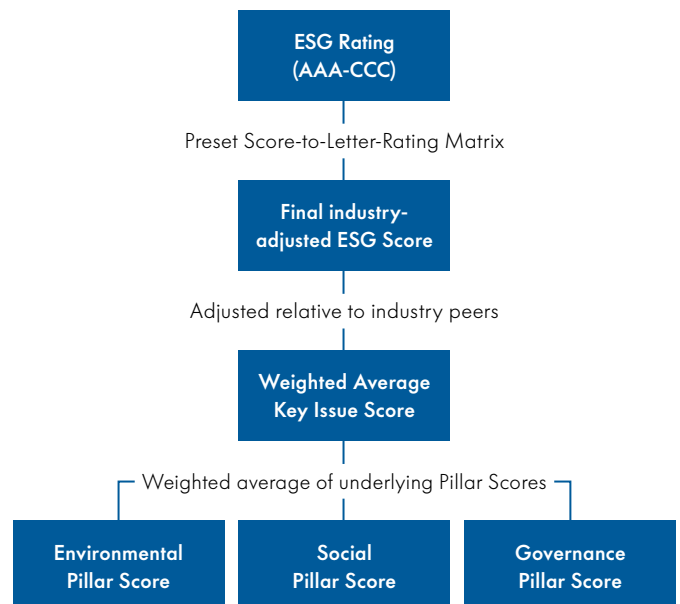 ESG Rating
(AAA-CCC)
Preset Score-to-Letter-Rating Matrix
Final industry-
adjusted ESG Score
Adjusted relative to industry peers
Weighted Average
Key Issue Score
Weighted average of underlying Pillar Scores
Environmental
Pillar Score
Social
Pillar Score
Governance
Pillar Score